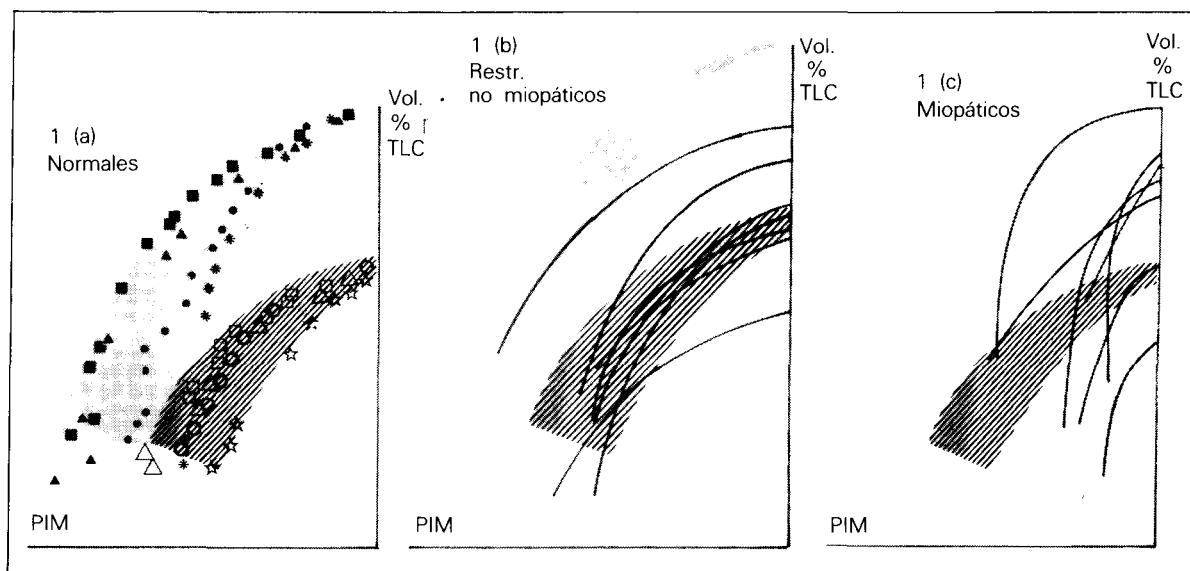 1 (a)
Normales
Vol.
%
TLC
PIM
1 (b)
Restr.
no miopáticos
Vol.
%
TLC
PIM
1 (c)
Miopáticos
Vol.
%
TLC
PIM